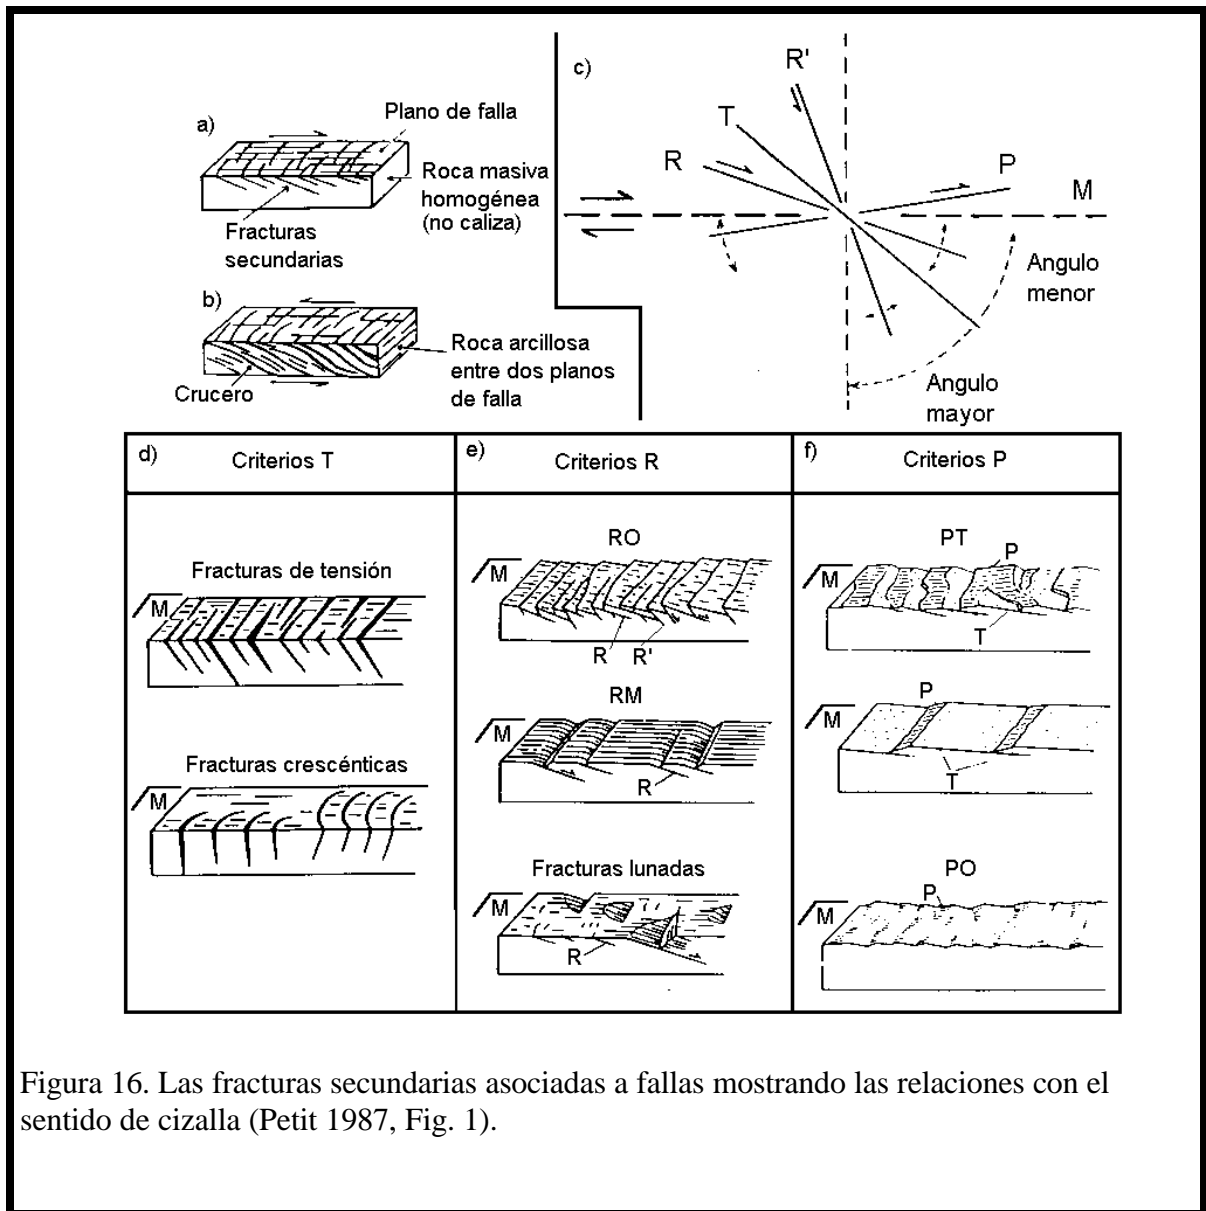 a)
Plano de falla
Roca masiva
homogénea
(no caliza)
Fracturas
secundarias
b)
Roca arcillosa
entre dos planos
de falla
Crucero
c)
R'
T
R
P
M
Angulo
menor
Angulo
mayor
d)
Criterios T
Fracturas de tensión
M
Fracturas crescénticas
M
e)
Criterios R
RO
M
R
R'
RM
M
R
Fracturas lunadas
M
R
f)
Criterios P
PT
P
M
T
P
M
T
PO
P
M
Figura 16. Las fracturas secundarias asociadas a fallas mostrando las relaciones con el
sentido de cizalla (Petit 1987, Fig. 1).